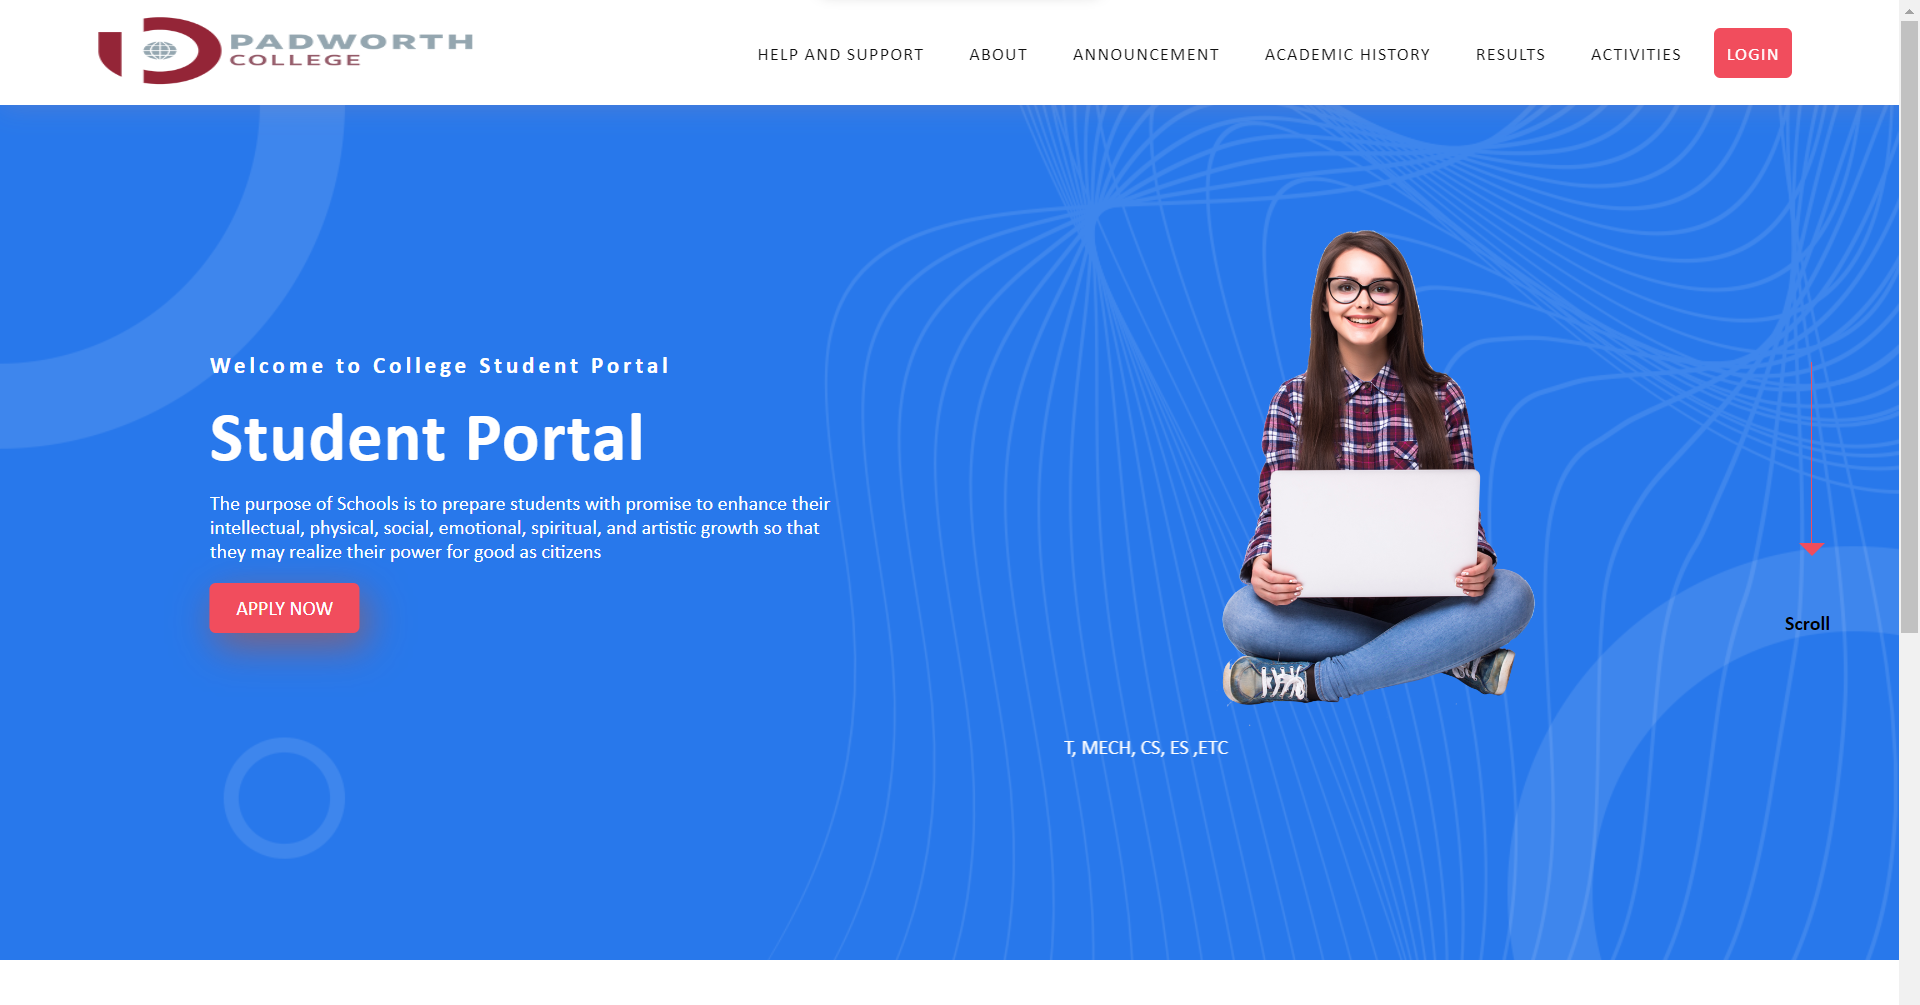 PADWORTH
COLLEGE
HELP AND SUPPORT
ABOUT
ANNOUNCEMENT
ACADEMIC HISTORY
RESULTS
ACTIVITIES
LOGIN
Welcome to College Student Portal
Student Portal
The purpose of Schools is to prepare students with promise to enhance their
intellectual, physical, social, emotional, spiritual, and artistic growth so that
they may realize their power for good as citizens
APPLY NOW
Scroll
T, MECH, CS, ES ,ETC